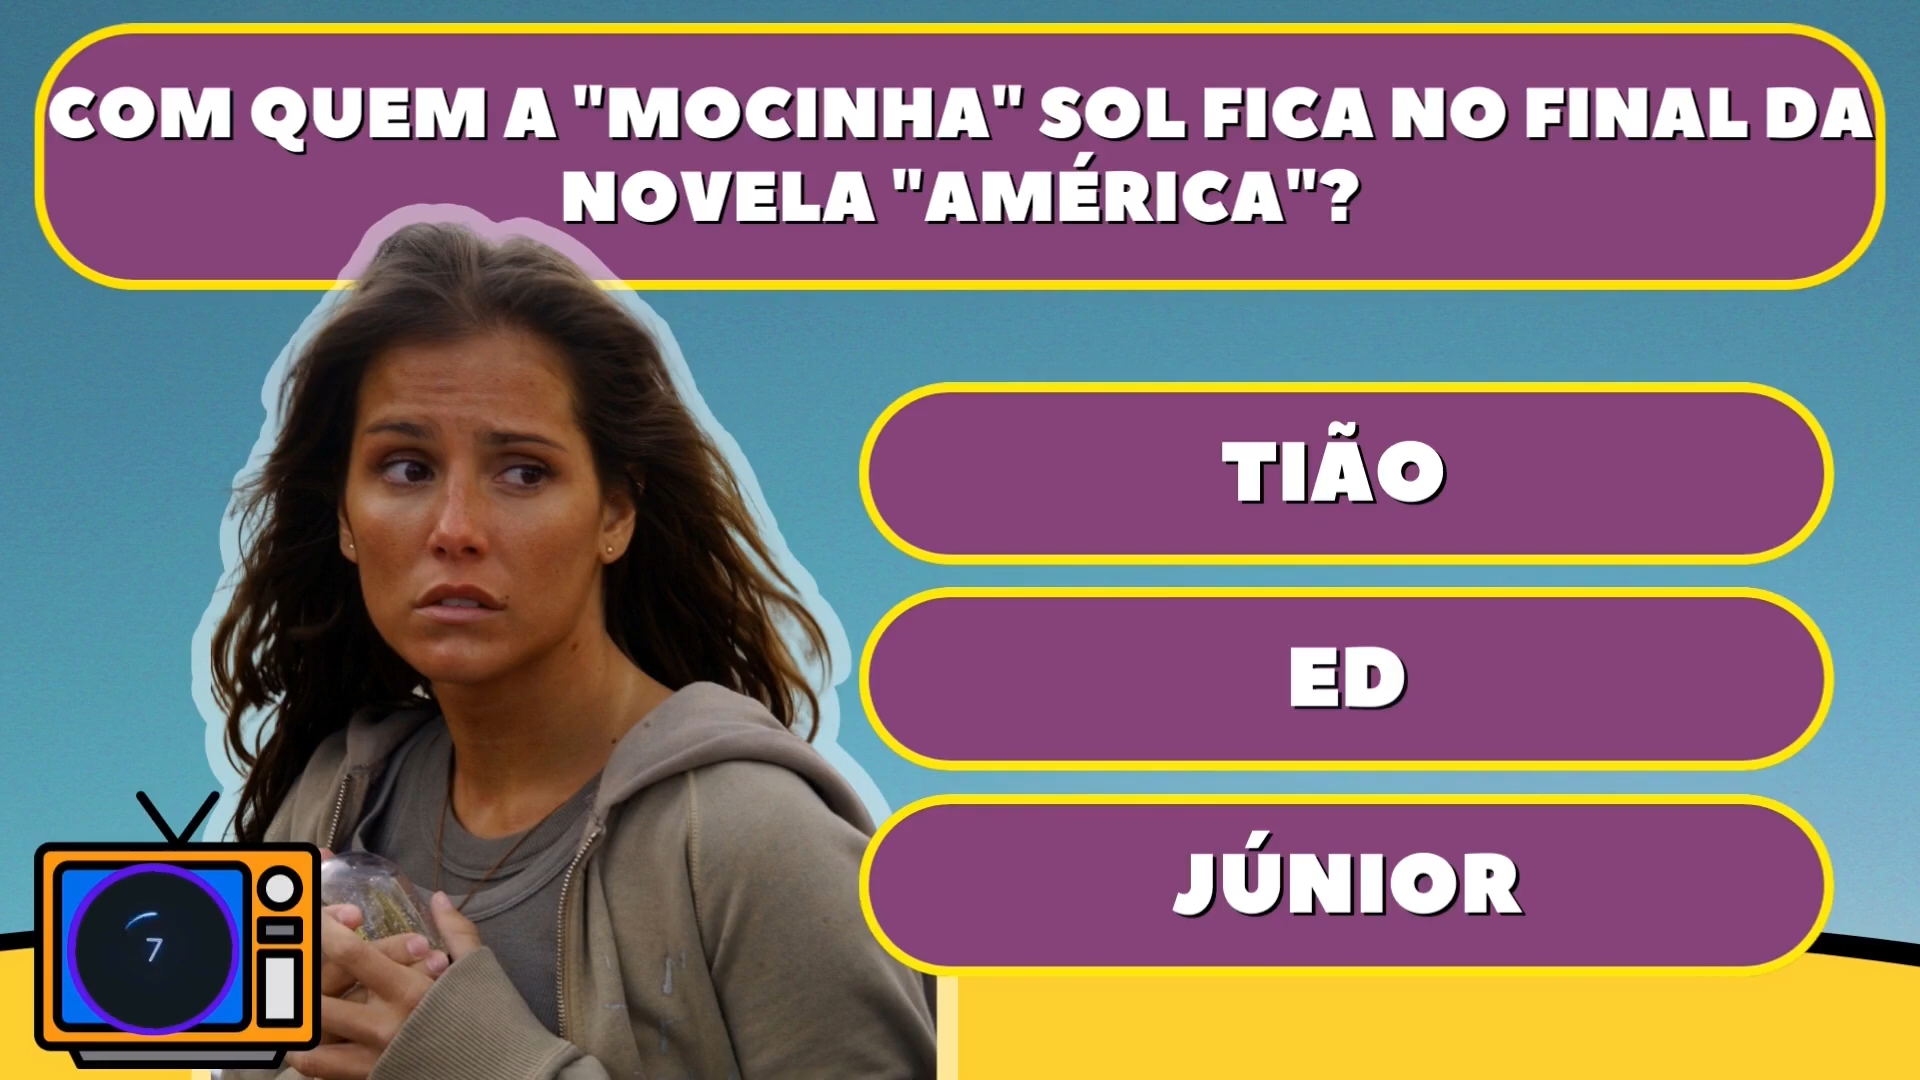 COM QUEM A "MOCINHA" SOL FICA NO FINAL DA
NOVELA "AMÉRICA"?
TIÃO
ED
JÚNIOR
7